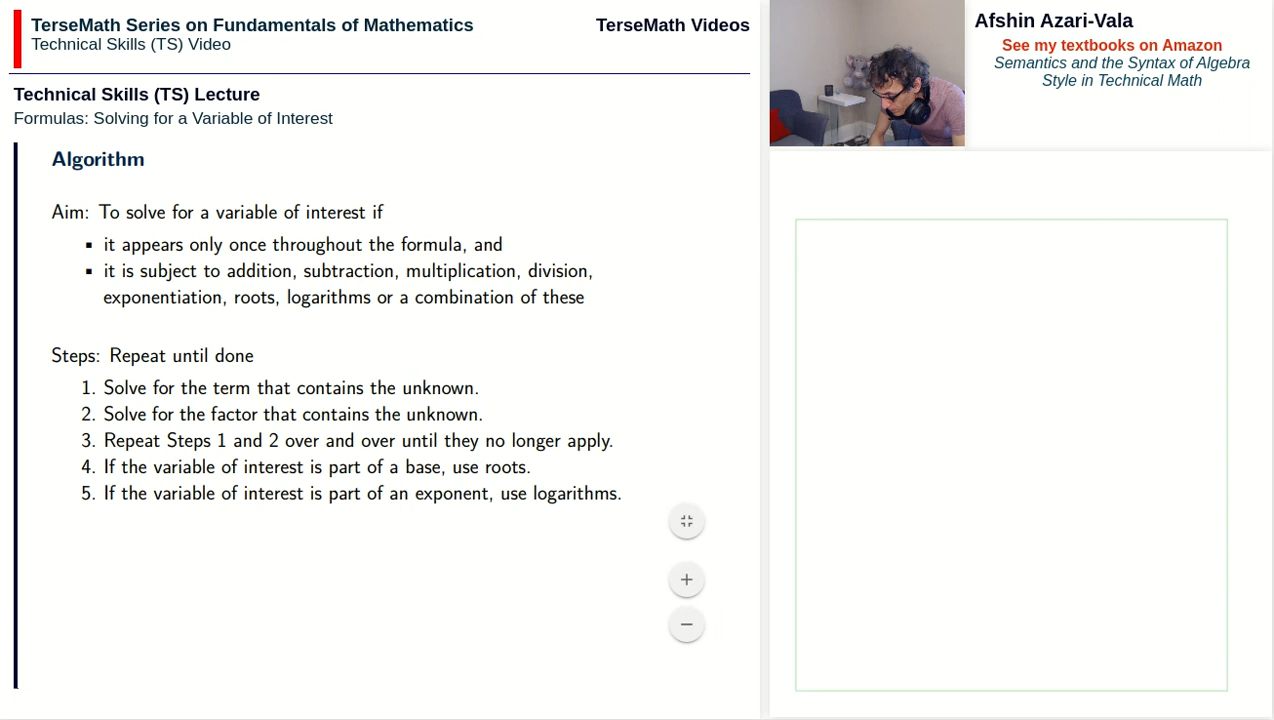 TerseMath Series on Fundamentals of Mathematics
Technical Skills (TS) Video
TerseMath Videos
Technical Skills (TS) Lecture
Formulas: Solving for a Variable of Interest
Algorithm
Aim: To solve for a variable of interest if
▪ it appears only once throughout the formula, and
▪ it is subject to addition, subtraction, multiplication, division,
exponentiation, roots, logarithms or a combination of these
Steps: Repeat until done
1. Solve for the term that contains the unknown.
2. Solve for the factor that contains the unknown.
3. Repeat Steps 1 and 2 over and over until they no longer apply.
4. If the variable of interest is part of a base, use roots.
5. If the variable of interest is part of an exponent, use logarithms.
Afshin Azari-Vala
See my textbooks on Amazon
Semantics and the Syntax of Algebra
Style in Technical Math